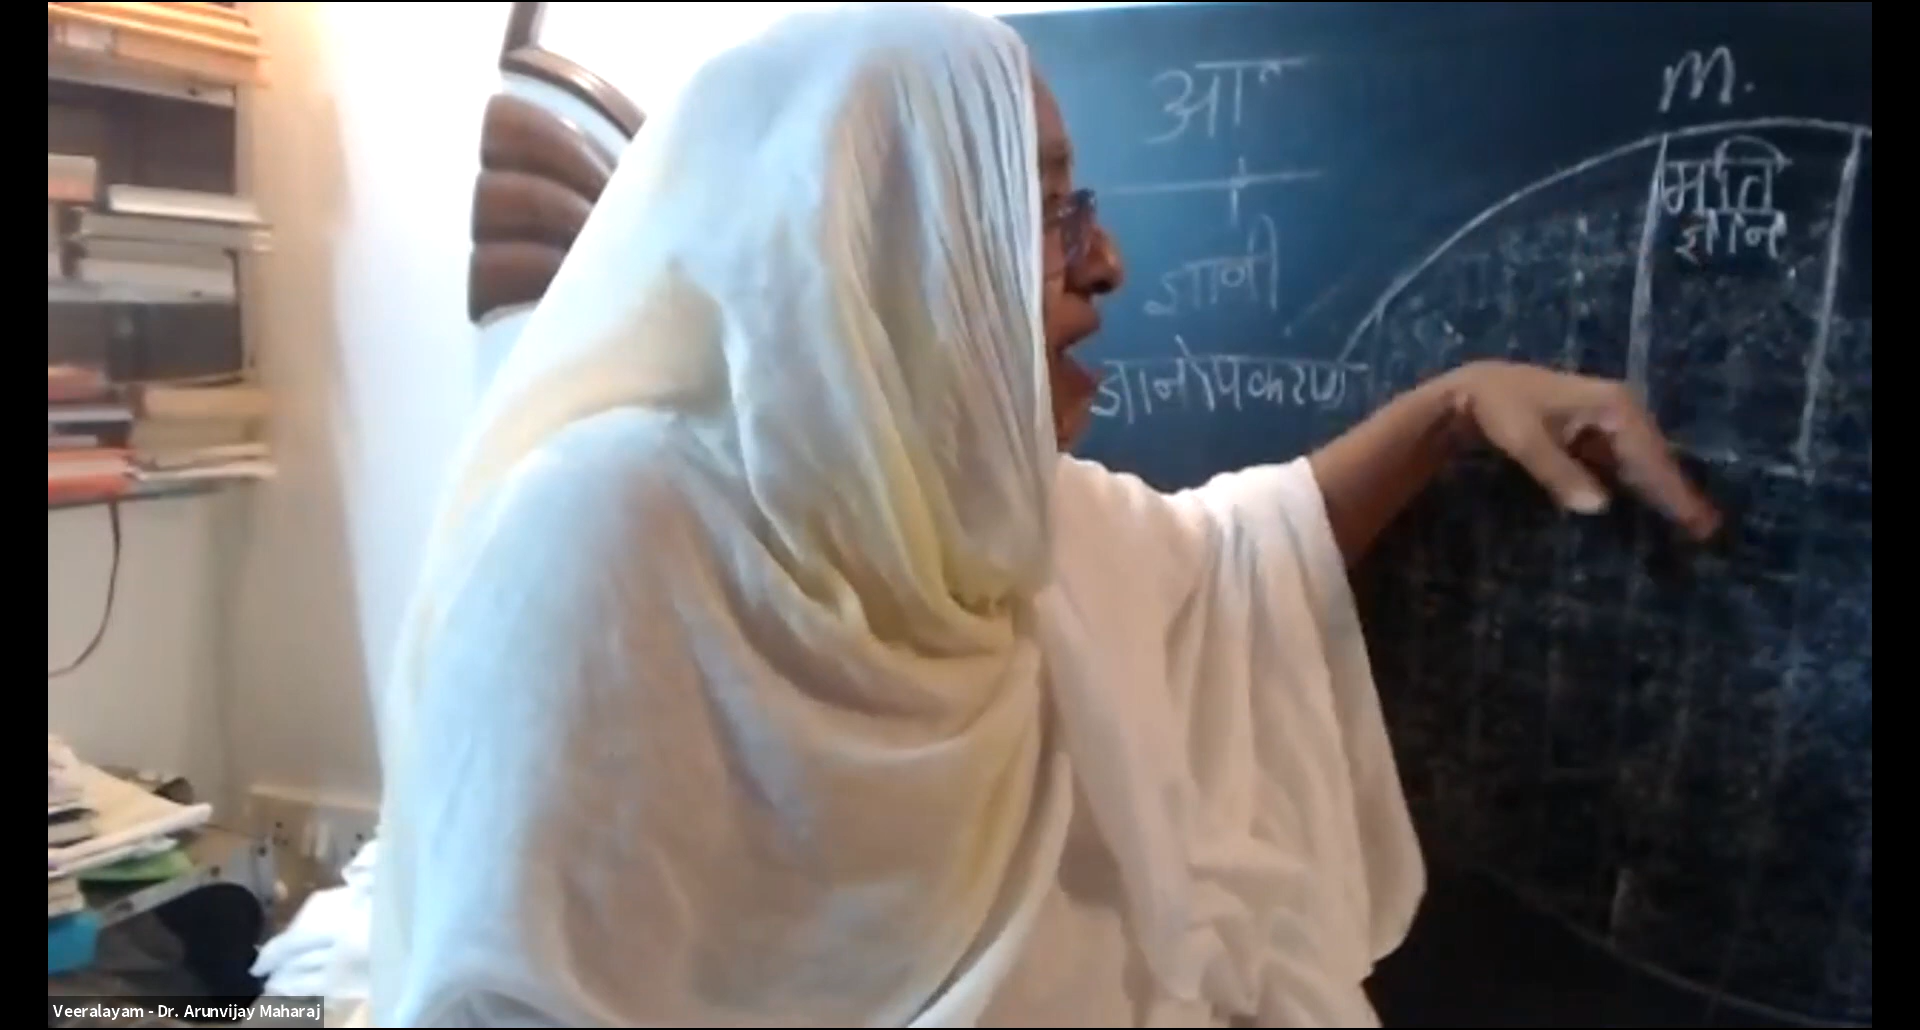 आ
m.
मति
ज्ञान
ज्ञानी
ज्ञानोपकरण
Veeralayam - Dr. Arunvijay Maharaj